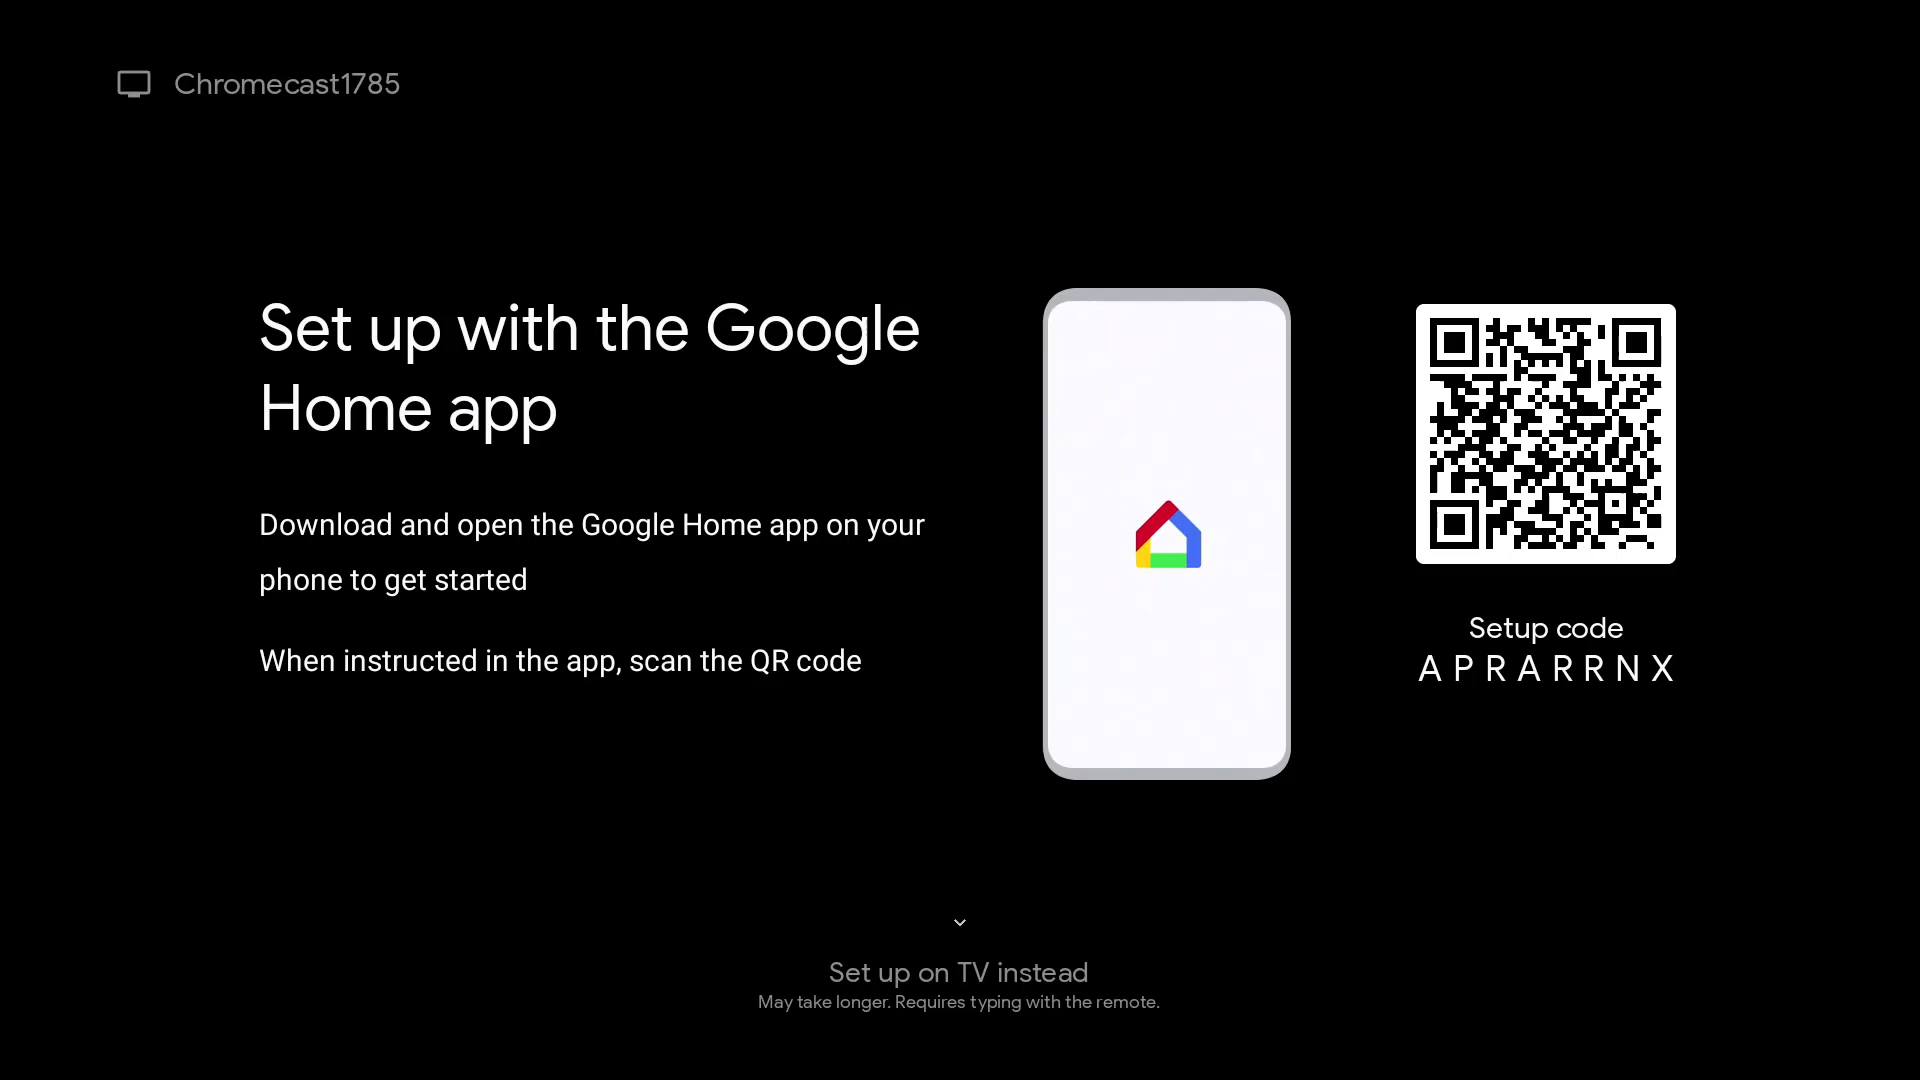 Chromecast1785
Set up with the Google
Home app
Download and open the Google Home app on your
phone to get started
When instructed in the app, scan the QR code
Setup code
APRARRNX
Set up on TV instead
May take longer. Requires typing with the remote.